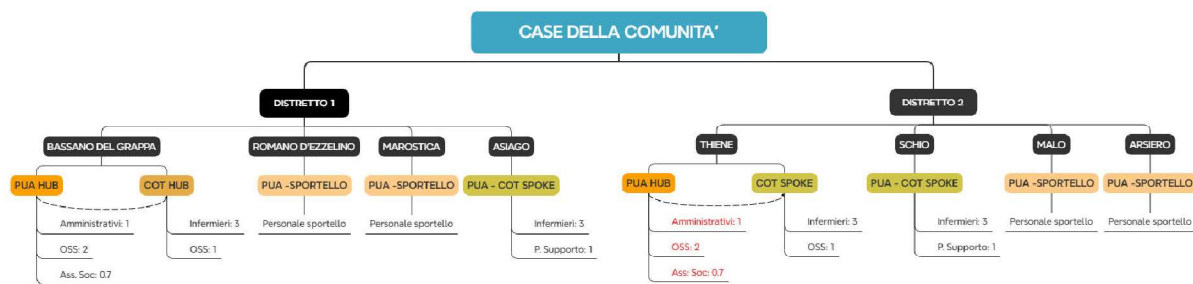 CASE DELLA COMUNITA'
DISTRETTO 1
DISTRETTO 2
BASSANO DEL GRAPPA
ROMANO D'EZZELINO
MAROSTICA
ASIAGO
THIENE
SCHIO
MALO
ARSIERO
PUA HUB
COT HUB
PUA -SPORTELLO
PUA -SPORTELLO
PUA - COT SPOKE
PUA HUB
COT SPOKE
PUA - COT SPOKE
PUA -SPORTELLO
PUA -SPORTELLO
Amministrativi: 1
Infermieri: 3
Personale sportello
Personale sportello
Infermieri: 3
Amministrativi: 1
Infermieri: 3
Infermieri: 3
Personale sportello
Personale sportello
OSS: 2
OSS: 1
P. Supporto: 1
OSS: 2
OSS: 1
P. Supporto: 1
Ass. Soc: 0.7
Ass. Soc: 0.7